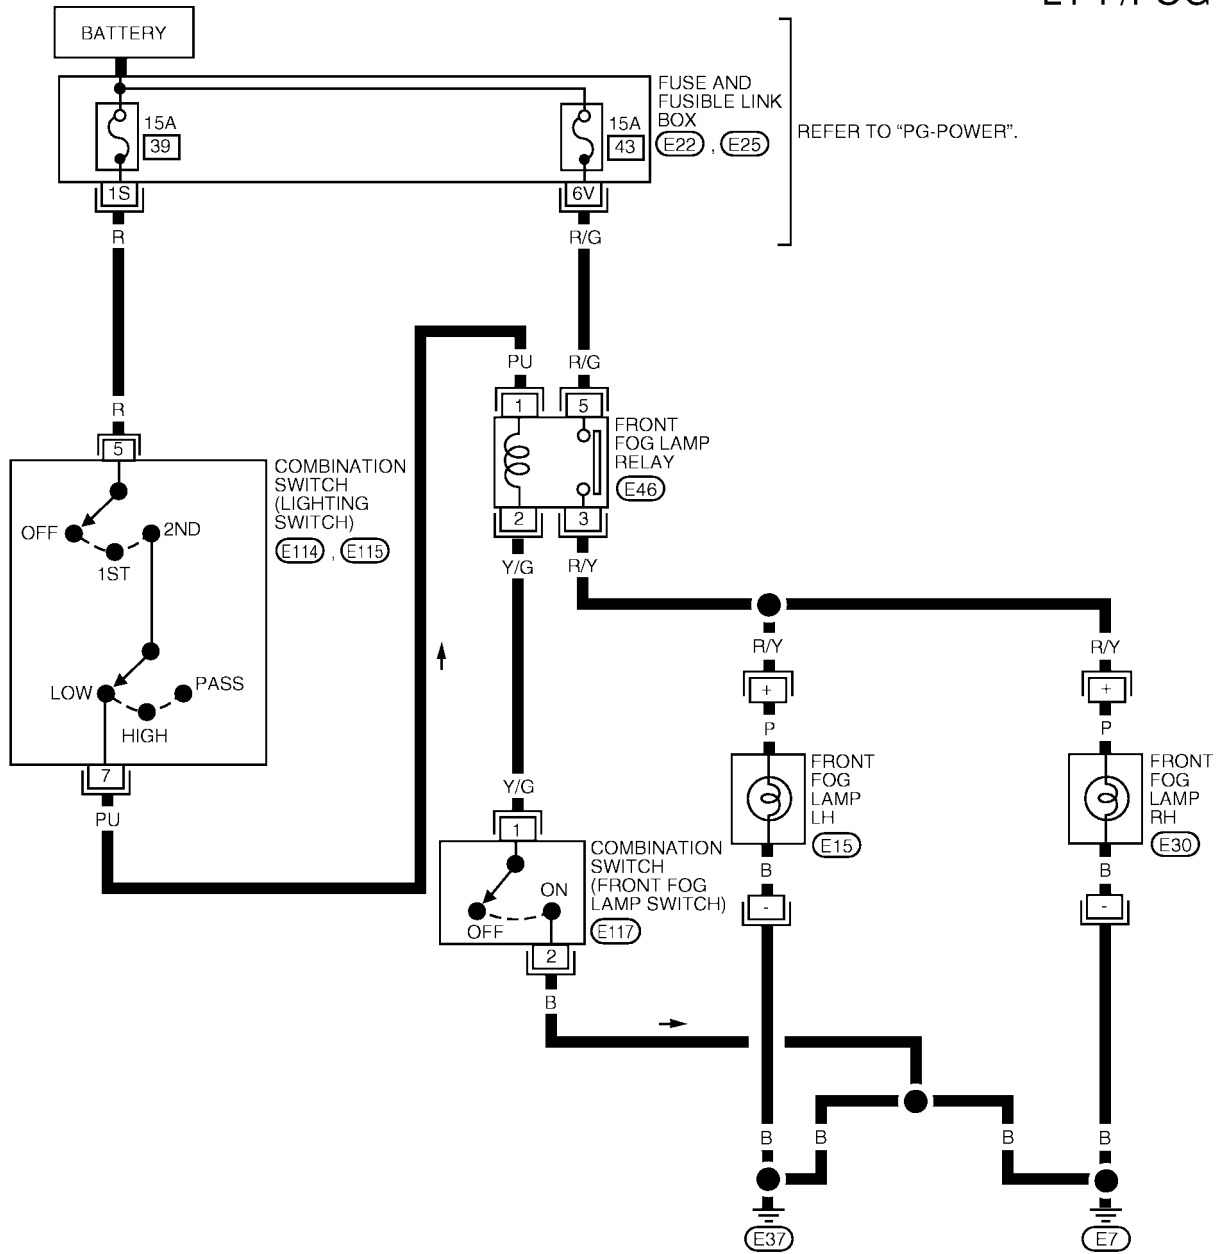 BATTERY
15A
39
15A
43
FUSE AND
FUSIBLE LINK
BOX
E22 , E25
REFER TO “PG-POWER”.
1S
6V
R
R/G
PU
R/G
R
1
5
5
FRONT
FOG LAMP
RELAY
E46
COMBINATION
SWITCH
(LIGHTING
SWITCH)
E114 , E115
OFF
2ND
1ST
2
3
Y/G
R/Y
R/Y
R/Y
LOW
PASS
HIGH
+
+
P
P
7
PU
Y/G
FRONT
FOG
LAMP
LH
E15
FRONT
FOG
LAMP
RH
E30
1
COMBINATION
SWITCH
(FRONT FOG
LAMP SWITCH)
E117
ON
OFF
B
B
-
-
2
B
B
B
B
B
E37
E7